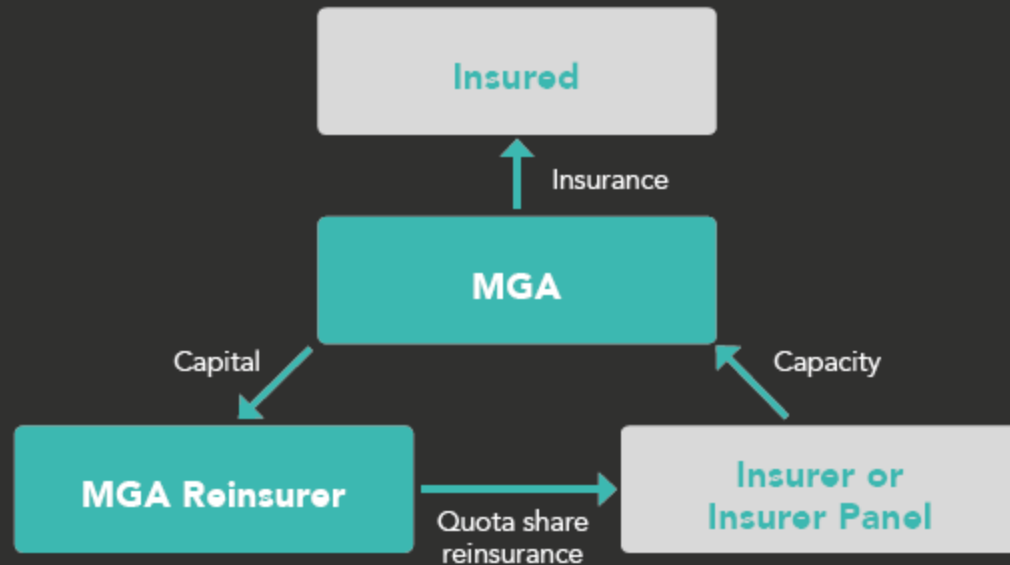 Insured
Insurance
MGA
Capital
Capacity
MGA Reinsurer
Quota share
reinsurance
Insurer or
Insurer Panel